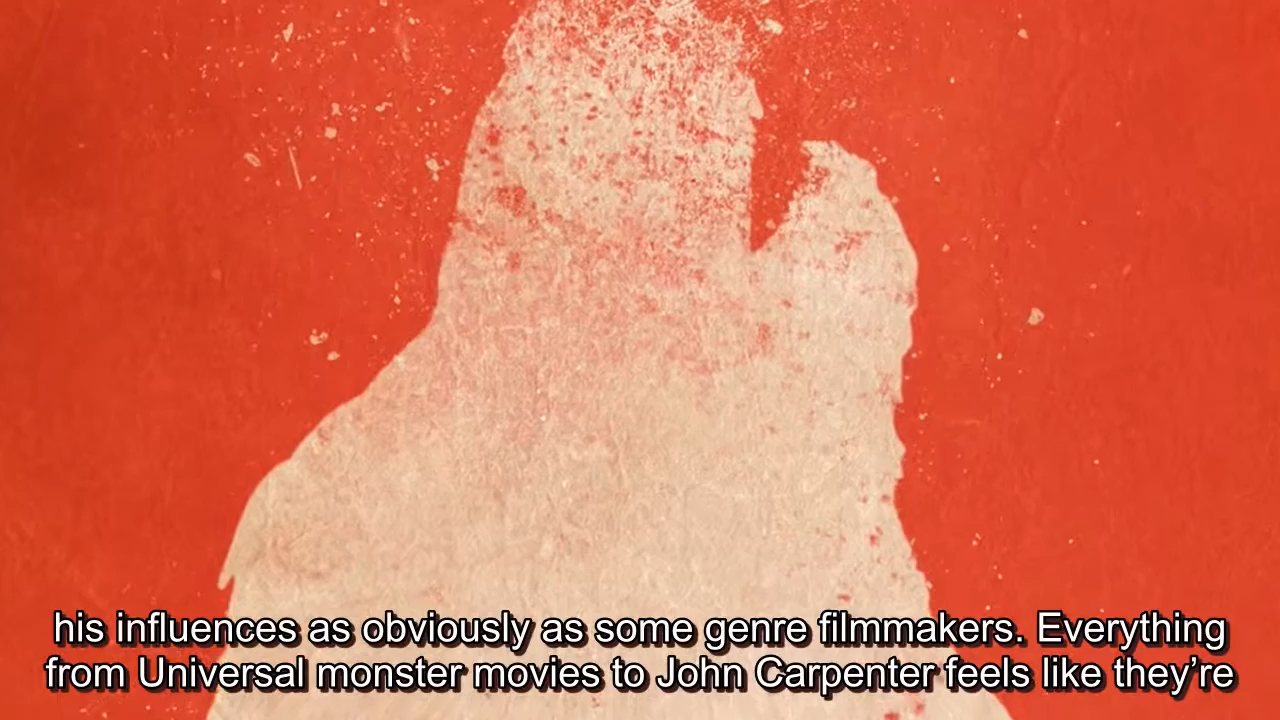 his influences as obviously as some genre filmmakers. Everything
from Universal monster movies to John Carpenter feels like they’re